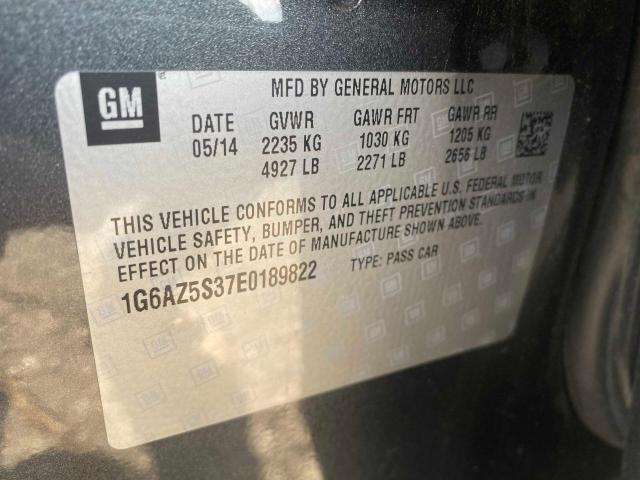 GM
MFD BY GENERAL MOTORS LLC
DATE GVWR GAWR FRT GAWR RR
05/14 2235 KG 1030 KG 1205 KG
4927 LB 2271 LB 2656 LB
THIS VEHICLE CONFORMS TO ALL APPLICABLE U.S. FEDERAL MOTOR
VEHICLE SAFETY, BUMPER, AND THEFT PREVENTION STANDARDS IN
EFFECT ON THE DATE OF MANUFACTURE SHOWN ABOVE.
1G6AZ5S37E0189822 TYPE: PASS CAR